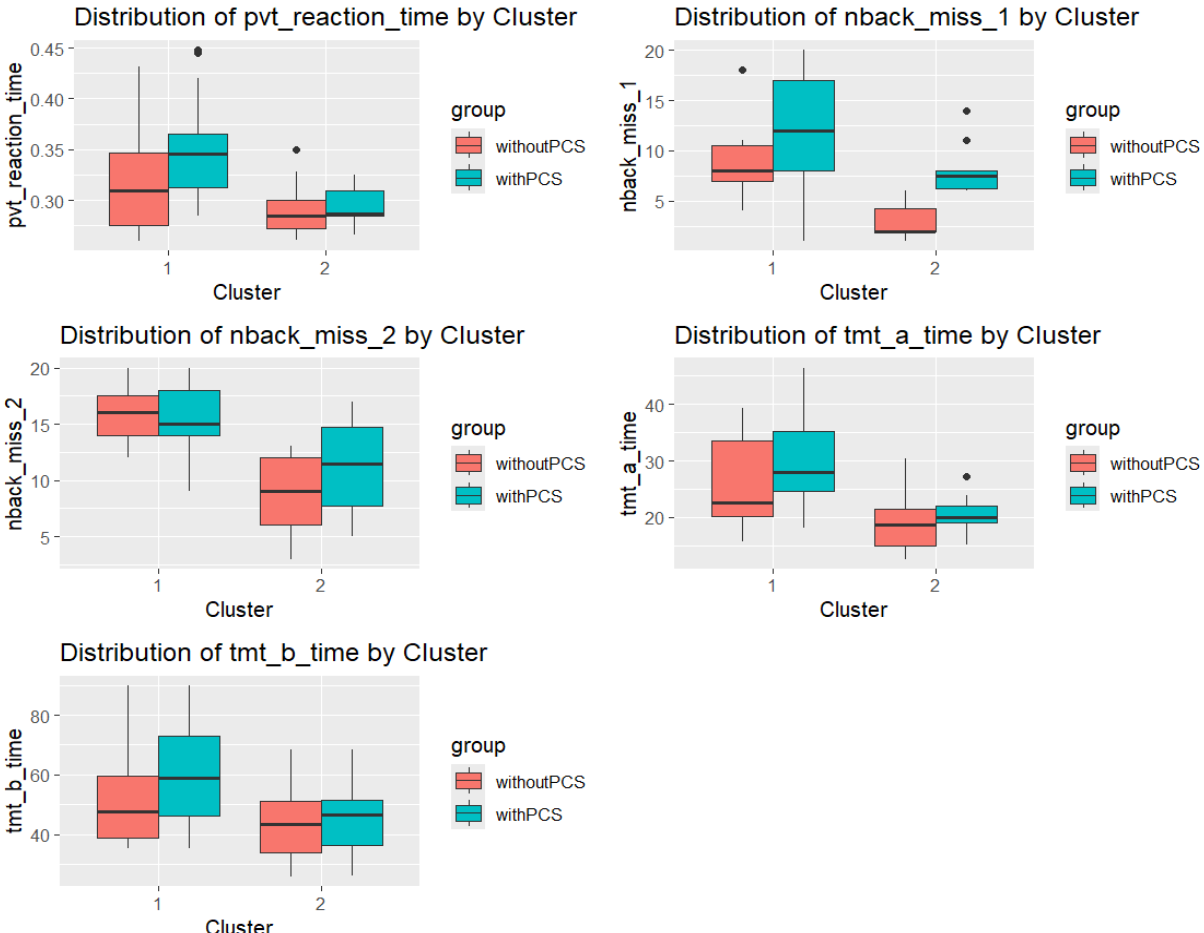 Distribution of pvt_reaction_time by Cluster
pvt_reaction_time
0.45
0.40
0.35
0.30
1
2
Cluster
group
withoutPCS
withPCS
Distribution of nback_miss_1 by Cluster
nback_miss_1
20
15
10
5
1
2
Cluster
group
withoutPCS
withPCS
Distribution of nback_miss_2 by Cluster
nback_miss_2
20
15
10
5
1
2
Cluster
group
withoutPCS
withPCS
Distribution of tmt_a_time by Cluster
tmt_a_time
40
30
20
1
2
Cluster
group
withoutPCS
withPCS
Distribution of tmt_b_time by Cluster
tmt_b_time
80
60
40
1
2
Cluster
group
withoutPCS
withPCS